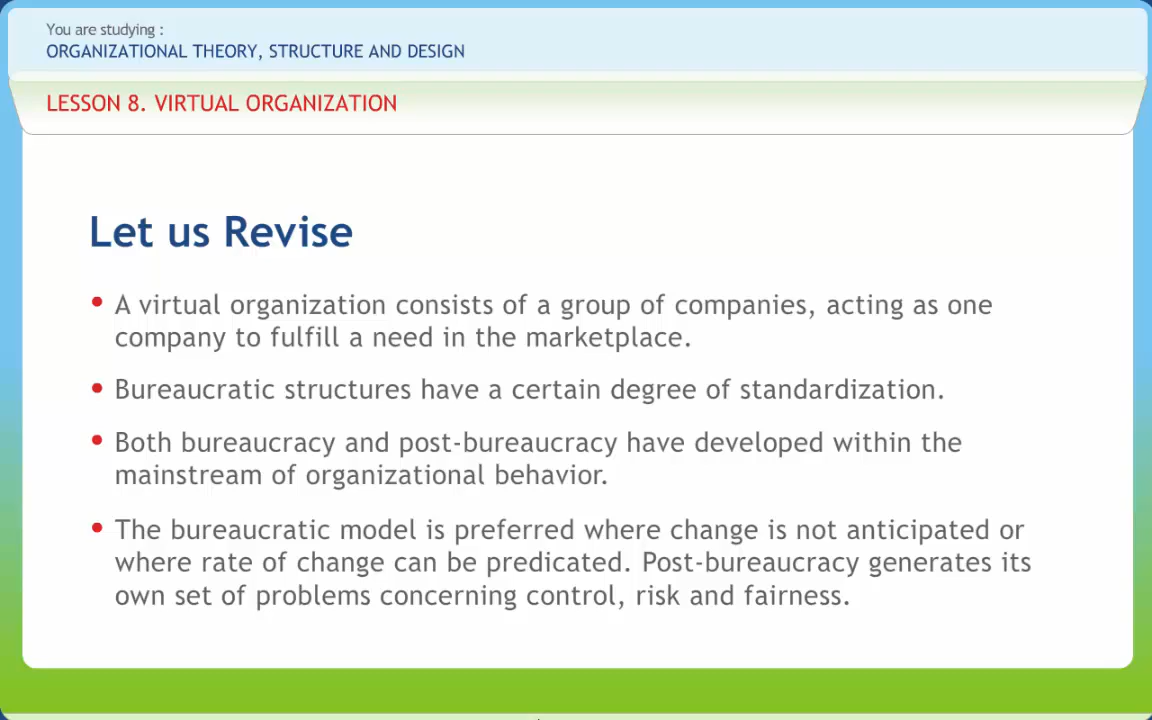 You are studying :
ORGANIZATIONAL THEORY, STRUCTURE AND DESIGN
LESSON 8. VIRTUAL ORGANIZATION
Let us Revise
• A virtual organization consists of a group of companies, acting as one
company to fulfill a need in the marketplace.
• Bureaucratic structures have a certain degree of standardization.
• Both bureaucracy and post-bureaucracy have developed within the
mainstream of organizational behavior.
• The bureaucratic model is preferred where change is not anticipated or
where rate of change can be predicated. Post-bureaucracy generates its
own set of problems concerning control, risk and fairness.